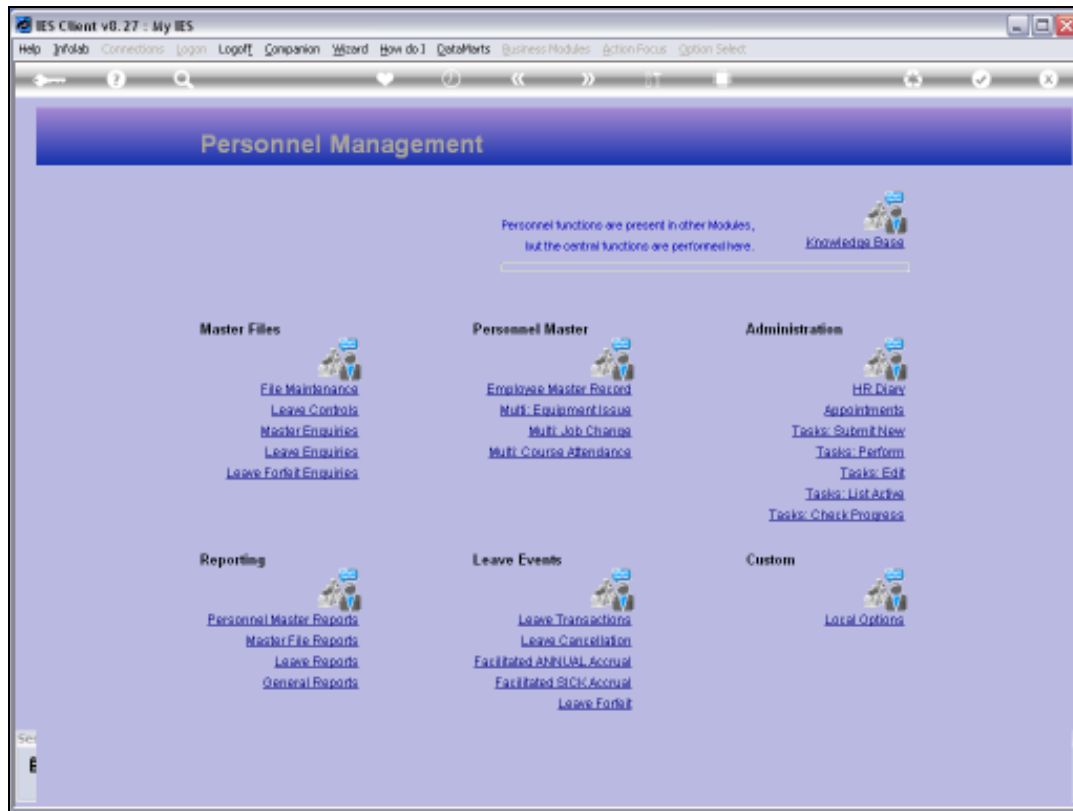 IES Client v8.27 : My IES
Help Infolab Connections Logon Logoff Companion Wizard How do I DataMarts Business Modules Action Focus Option Select
Personnel Management
Personnel functions are present in other Modules,
but the central functions are performed here.
Knowledge Base
Master Files
File Maintenance
Leave Controls
Master Enquiries
Leave Enquiries
Leave Forfeit Enquiries
Personnel Master
Employee Master Record
Multi: Equipment Issue
Multi: Job Change
Multi: Course Attendance
Administration
HR Diary
Appointments
Tasks: Submit New
Tasks: Perform
Tasks: Edit
Tasks: List Active
Tasks: Check Progress
Reporting
Personnel Master Reports
Master File Reports
Leave Reports
General Reports
Leave Events
Leave Transactions
Leave Cancellation
Facilitated ANNUAL Accrual
Facilitated SICK Accrual
Leave Forfeit
Custom
Local Options